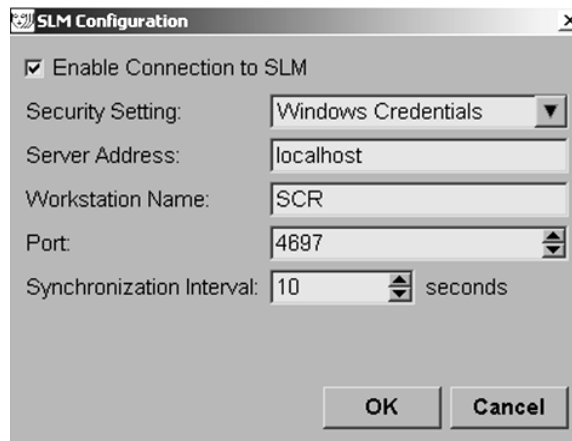 SLM Configuration
Enable Connection to SLM
Security Setting: Windows Credentials
Server Address: localhost
Workstation Name: SCR
Port: 4697
Synchronization Interval: 10 seconds
OK Cancel